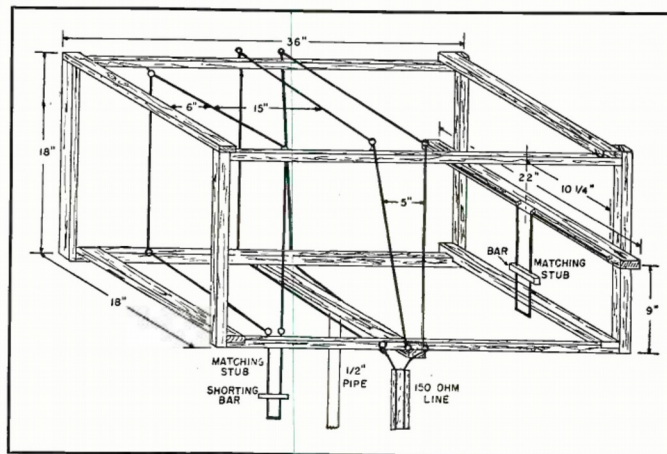 36"
6"
15"
18"
22"
10 1/4"
5"
BAR
MATCHING
STUB
9"
18"
MATCHING
STUB
SHORTING
BAR
1/2"
PIPE
150 OHM
LINE